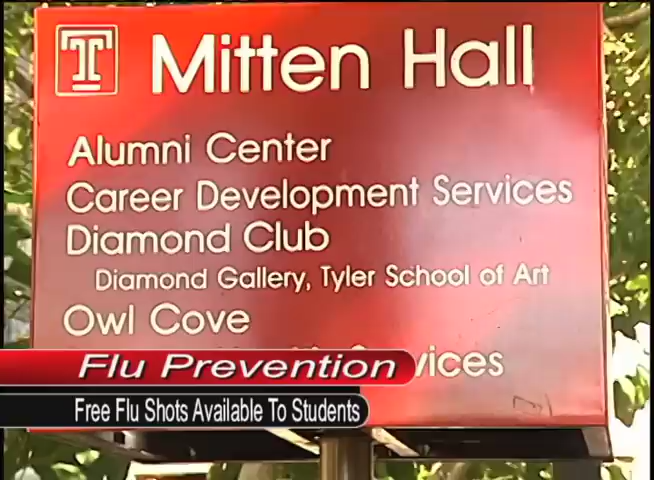 T Mitten Hall
Alumni Center
Career Development Services
Diamond Club
Diamond Gallery, Tyler School of Art
Owl Cove
Services
Flu Prevention
Free Flu Shots Available To Students